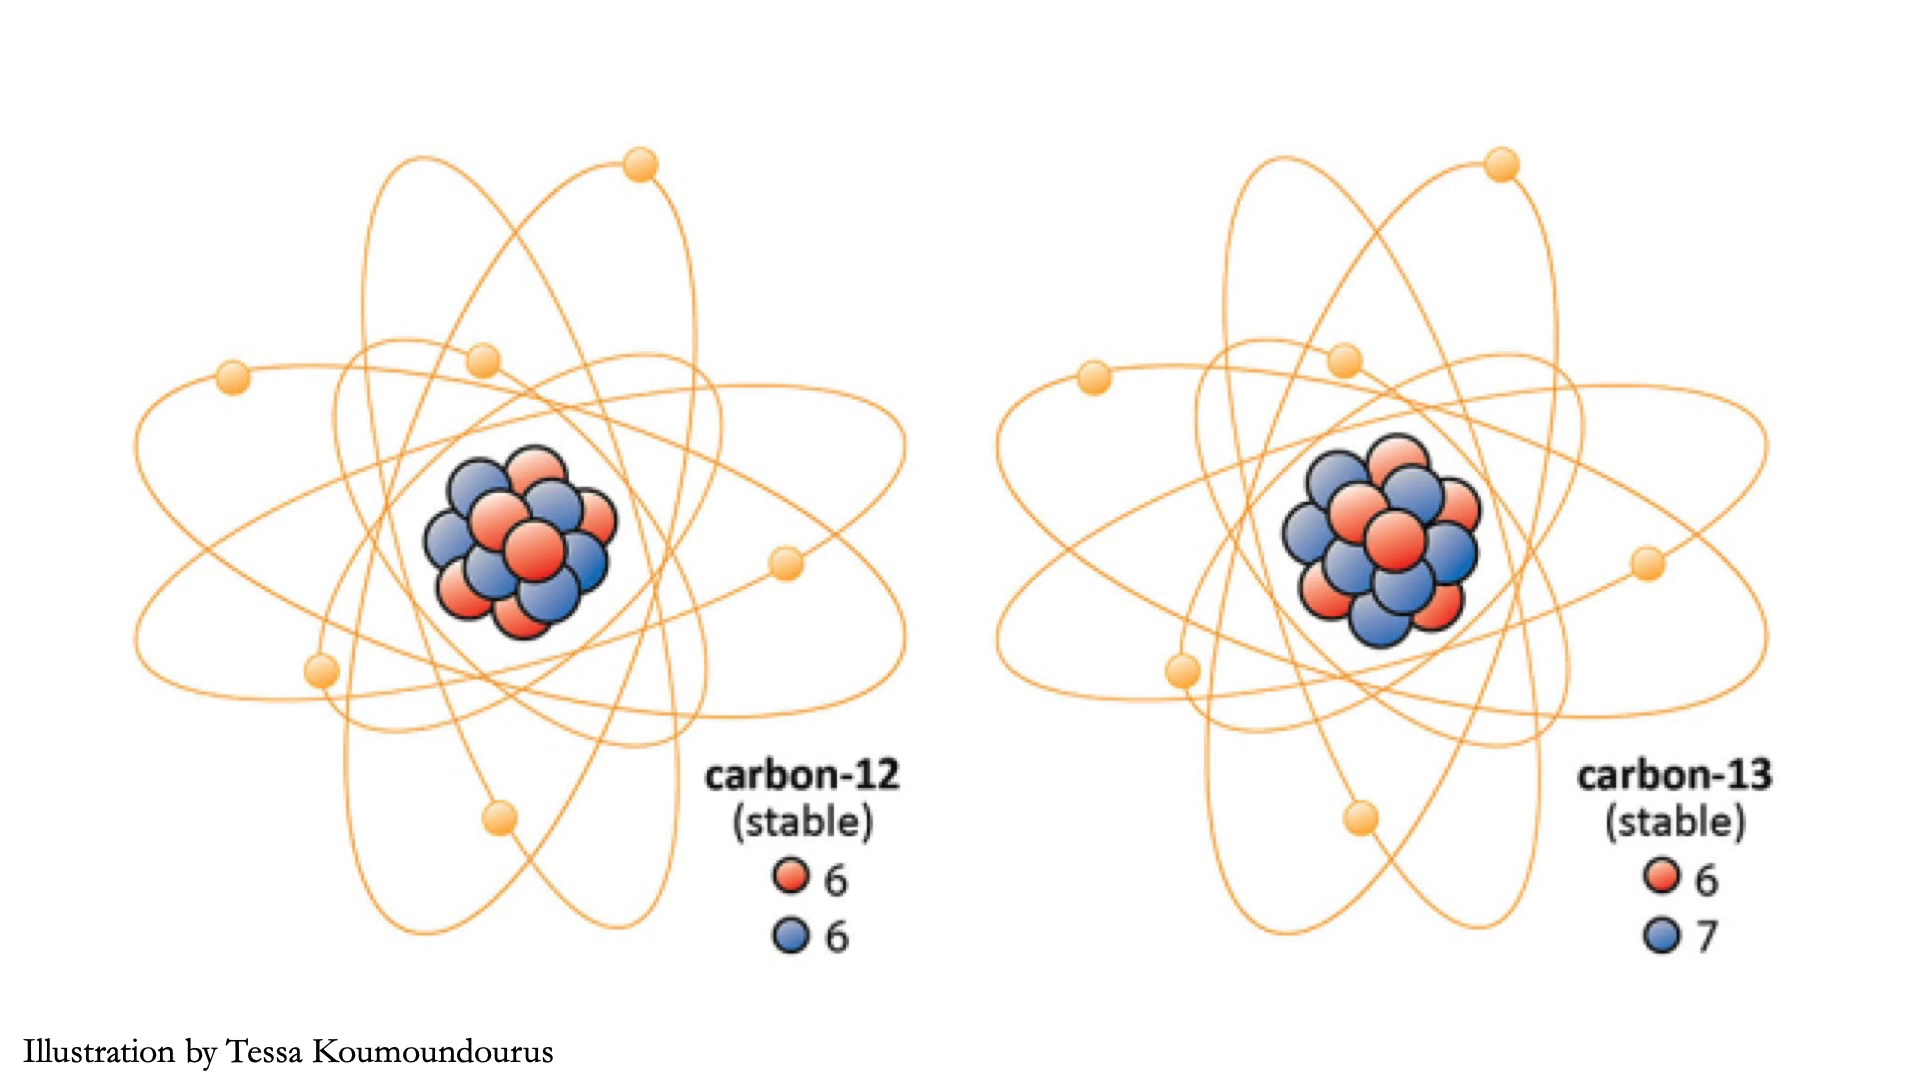 carbon-12
(stable)
6
6
carbon-13
(stable)
6
7
Illustration by Tessa Koumoundourus